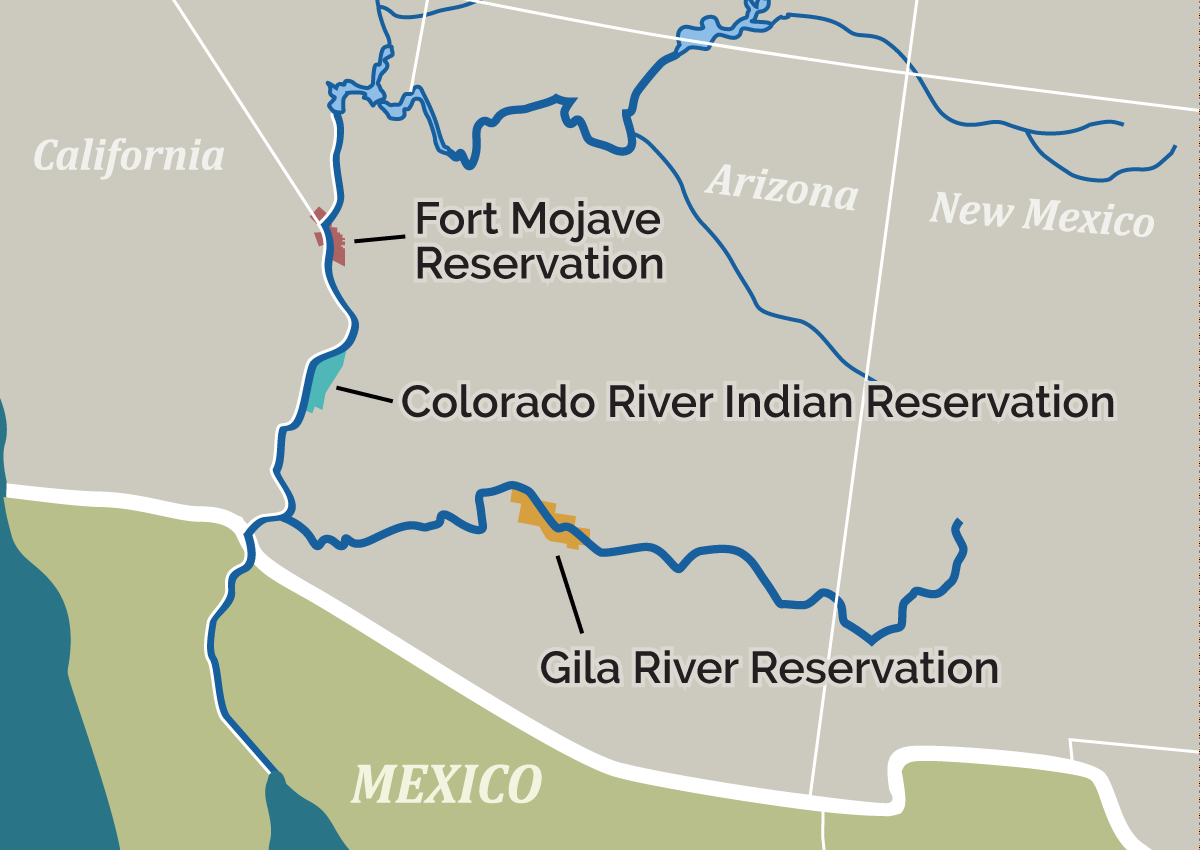 California
Arizona
New Mexico
Fort Mojave
Reservation
Colorado River Indian Reservation
Gila River Reservation
MEXICO